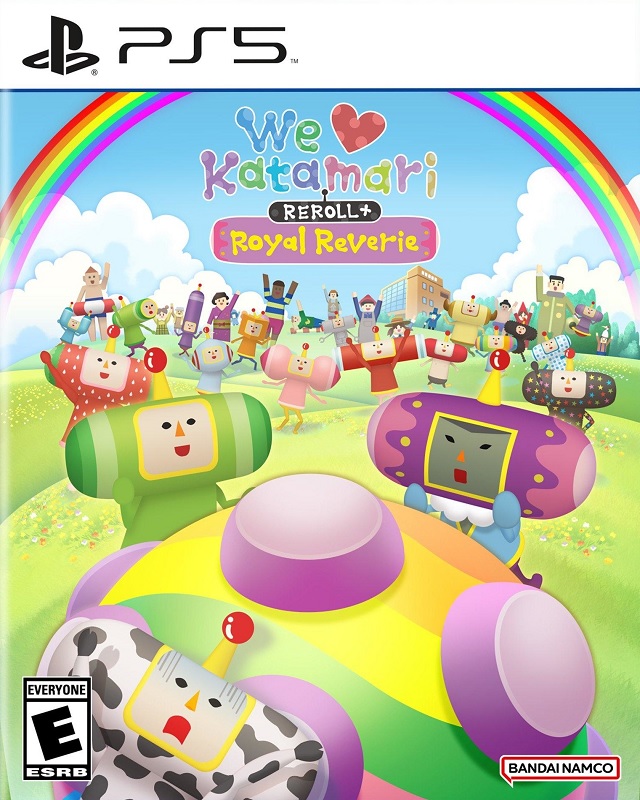 PS5
We
Katamari
REROLL+
Royal Reverie
EVERYONE
E
ESRB
BANDAI NAMCO